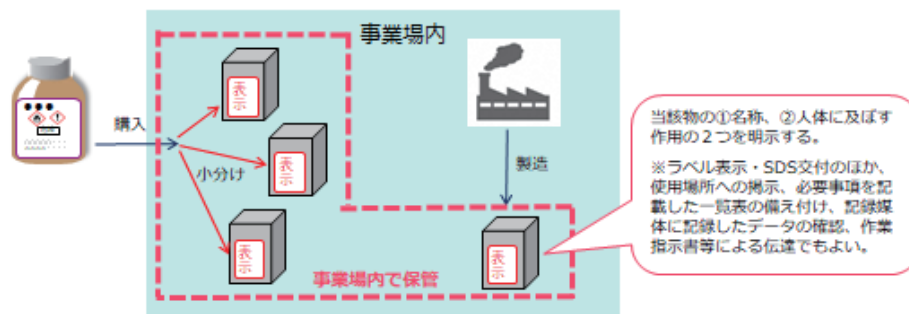 事業場内
購入
表示
表示
表示
小分け
製造
表示
事業場内で保管
当該物の①名称、②人体に及ぼす
作用の２つを明示する。
※ラベル表示・SDS交付のほか、
使用場所への掲示、必要事項を記
載した一覧表の備え付け、記録媒
体に記録したデータの確認、作業
指示書等による伝達でもよい。